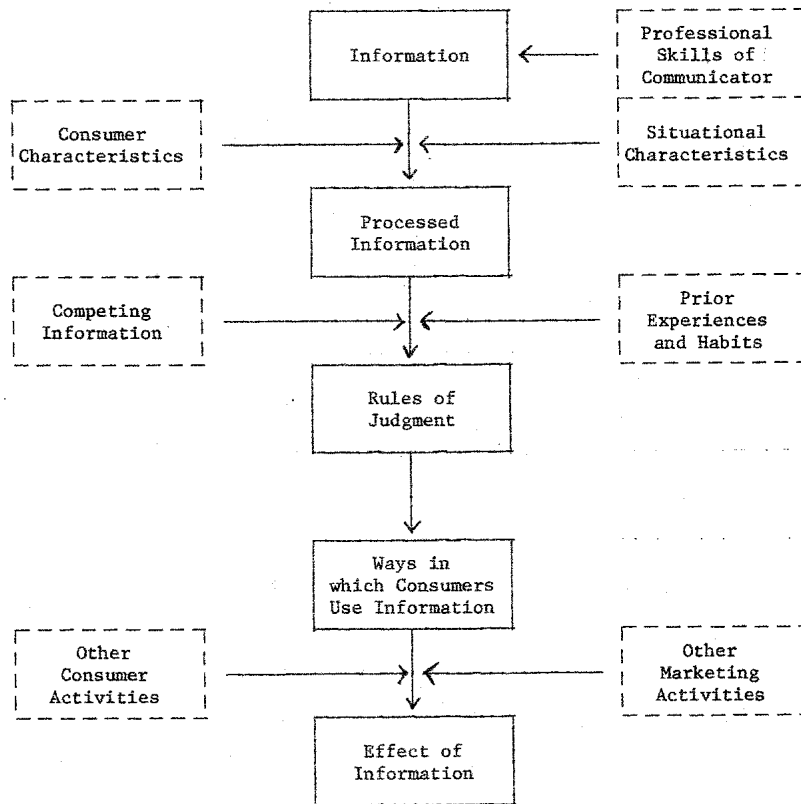 Information
Professional
Skills of
Communicator
Consumer
Characteristics
Situational
Characteristics
Processed
Information
Competing
Information
Prior
Experiences
and Habits
Rules of
Judgment
Ways in
which Consumers
Use Information
Other
Consumer
Activities
Other
Marketing
Activities
Effect of
Information